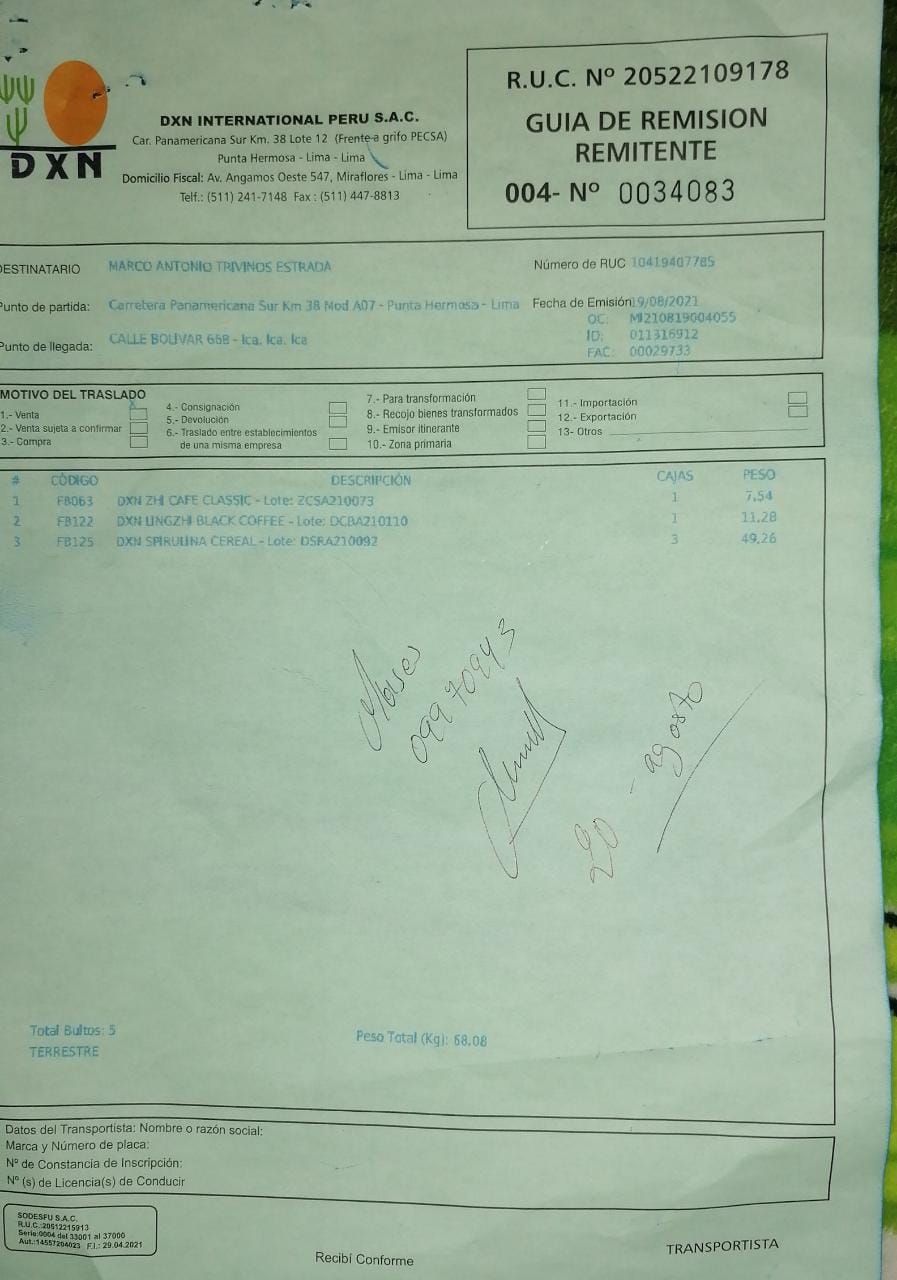 DXN
DXN INTERNATIONAL PERU S.A.C.
Car. Panamericana Sur Km. 38 Lote 12 (Frente a grifo PECSA)
Punta Hermosa - Lima - Lima
Domicilio Fiscal: Av. Angamos Oeste 547, Miraflores - Lima - Lima
Telf.: (511) 241-7148 Fax : (511) 447-8813
R.U.C. Nº 20522109178
GUIA DE REMISION
REMITENTE
004- Nº 0034083
DESTINATARIO MARCO ANTONIO TRIVINOS ESTRADA Número de RUC 10419407785
Punto de partida: Carretera Panamericana Sur Km 38 Mod A07 - Punta Hermosa - Lima Fecha de Emisión 19/08/2021
OC: MI210819004055
Punto de llegada: CALLE BOLIVAR 668 - Ica. Ica. Ica ID: 011316912
FAC: 00029733
MOTIVO DEL TRASLADO
1.- Venta X
2.- Venta sujeta a confirmar
3.- Compra
4.- Consignación
5.- Devolución
6.- Traslado entre establecimientos
de una misma empresa
7.- Para transformación
8.- Recojo bienes transformados
9.- Emisor itinerante
10.- Zona primaria
11.- Importación
12.- Exportación
13- Otros
# CÓDIGO DESCRIPCIÓN CAJAS PESO
1 FB063 DXN ZHI CAFE CLASSIC - Lote: ZCSA210073 1 7.54
2 FB122 DXN LINGZHI BLACK COFFEE - Lote: DCBA210110 1 11.28
3 FB125 DXN SPIRULINA CEREAL - Lote: DSRA210092 3 49.26
Moises
09970943
20 - agosto
Total Bultos: 5 Peso Total (Kg): 68.08
TERRESTRE
Datos del Transportista: Nombre o razón social:
Marca y Número de placa:
Nº de Constancia de Inscripción:
Nº (s) de Licencia(s) de Conducir
SODESFU S.A.C.
R.U.C.:20512215913
Serie:0004 del 33001 al 37000
Aut.:14557204023 F.I.: 29.04.2021
Recibí Conforme
TRANSPORTISTA